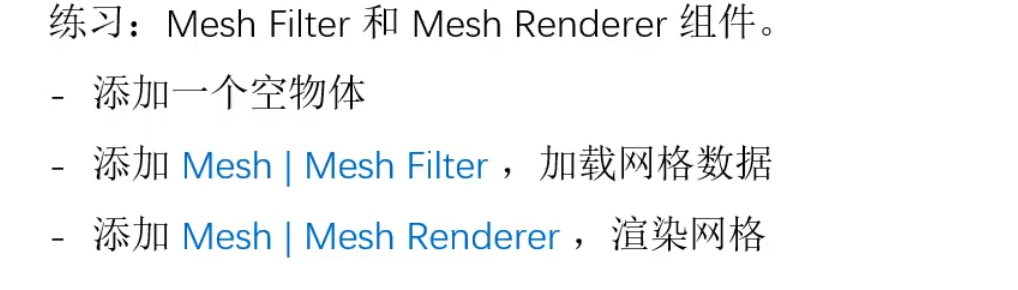 练习：Mesh Filter 和 Mesh Renderer 组件。
- 添加一个空物体
- 添加 Mesh | Mesh Filter ，加载网格数据
- 添加 Mesh | Mesh Renderer ，渲染网格